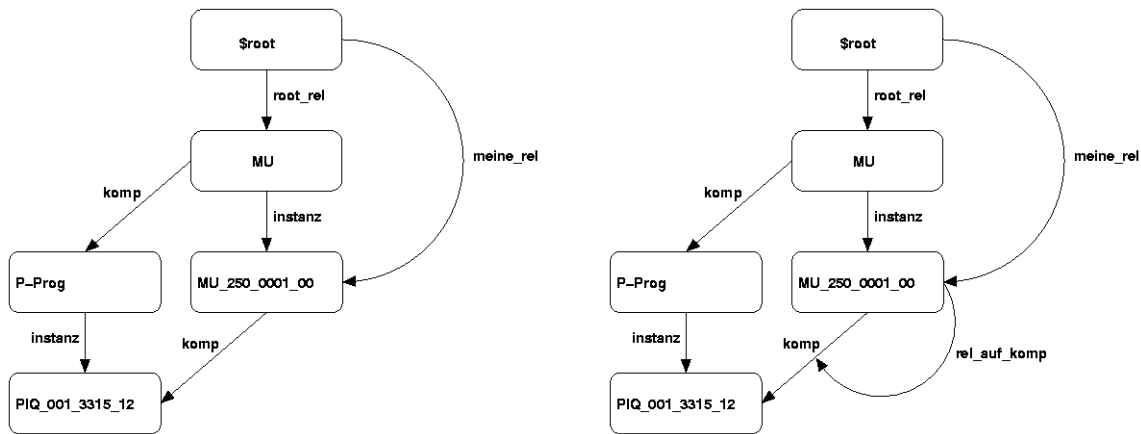 $root
root_rel
MU
meine_rel
komp
instanz
P–Prog
MU_250_0001_00
instanz
komp
PIQ_001_3315_12
$root
root_rel
MU
meine_rel
komp
instanz
P–Prog
MU_250_0001_00
instanz
komp
rel_auf_komp
PIQ_001_3315_12